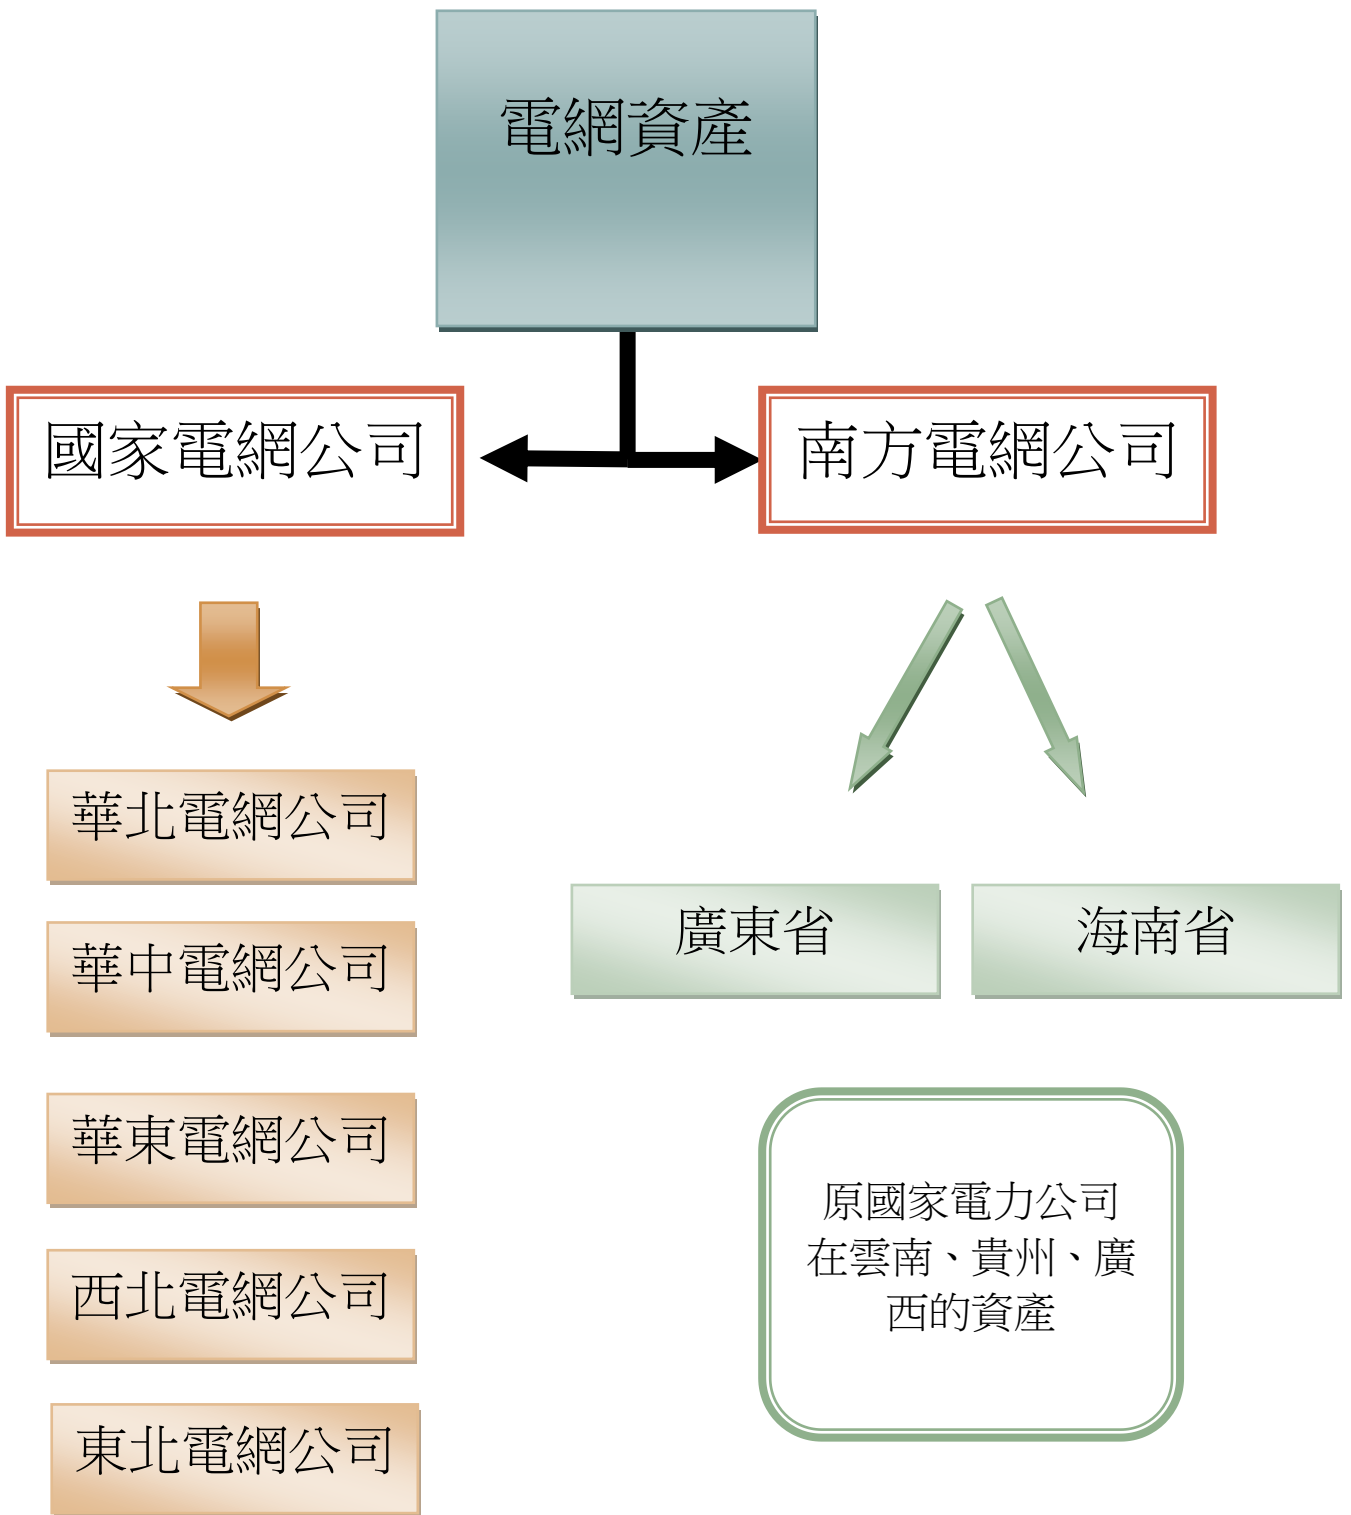 電網資產
國家電網公司
南方電網公司
華北電網公司
華中電網公司
華東電網公司
西北電網公司
東北電網公司
廣東省
海南省
原國家電力公司
在雲南、貴州、廣
西的資產